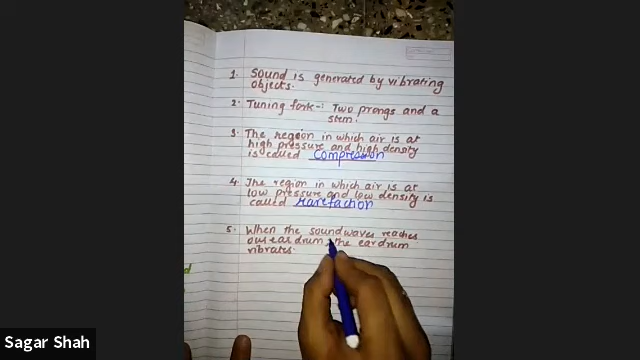 1. Sound is generated by vibrating
objects.
2. Tuning fork-: Two prongs and a
stem.
3. The region in which air is at
high pressure and high density
is called compression
4. The region in which air is at
low pressure and low density is
called rarefaction
5. When the soundwaves reaches
our ear drum the eardrum
vibrates.
Sagar Shah